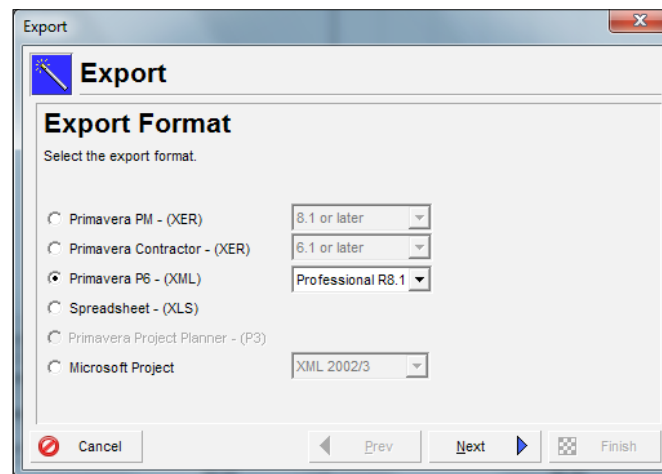 Export
Export
Export Format
Select the export format.
Primavera PM - (XER) 8.1 or later
Primavera Contractor - (XER) 6.1 or later
Primavera P6 - (XML) Professional R8.1
Spreadsheet - (XLS)
Primavera Project Planner - (P3)
Microsoft Project XML 2002/3
Cancel Prev Next Finish